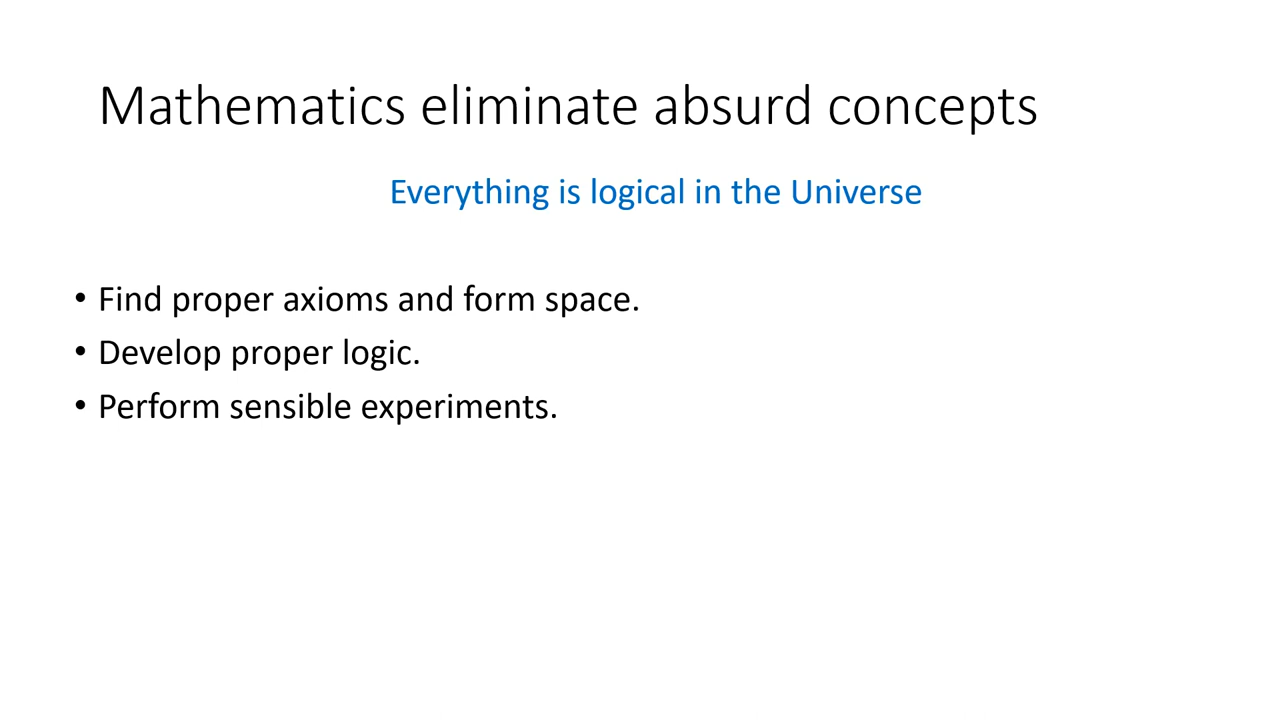 Mathematics eliminate absurd concepts
Everything is logical in the Universe
• Find proper axioms and form space.
• Develop proper logic.
• Perform sensible experiments.